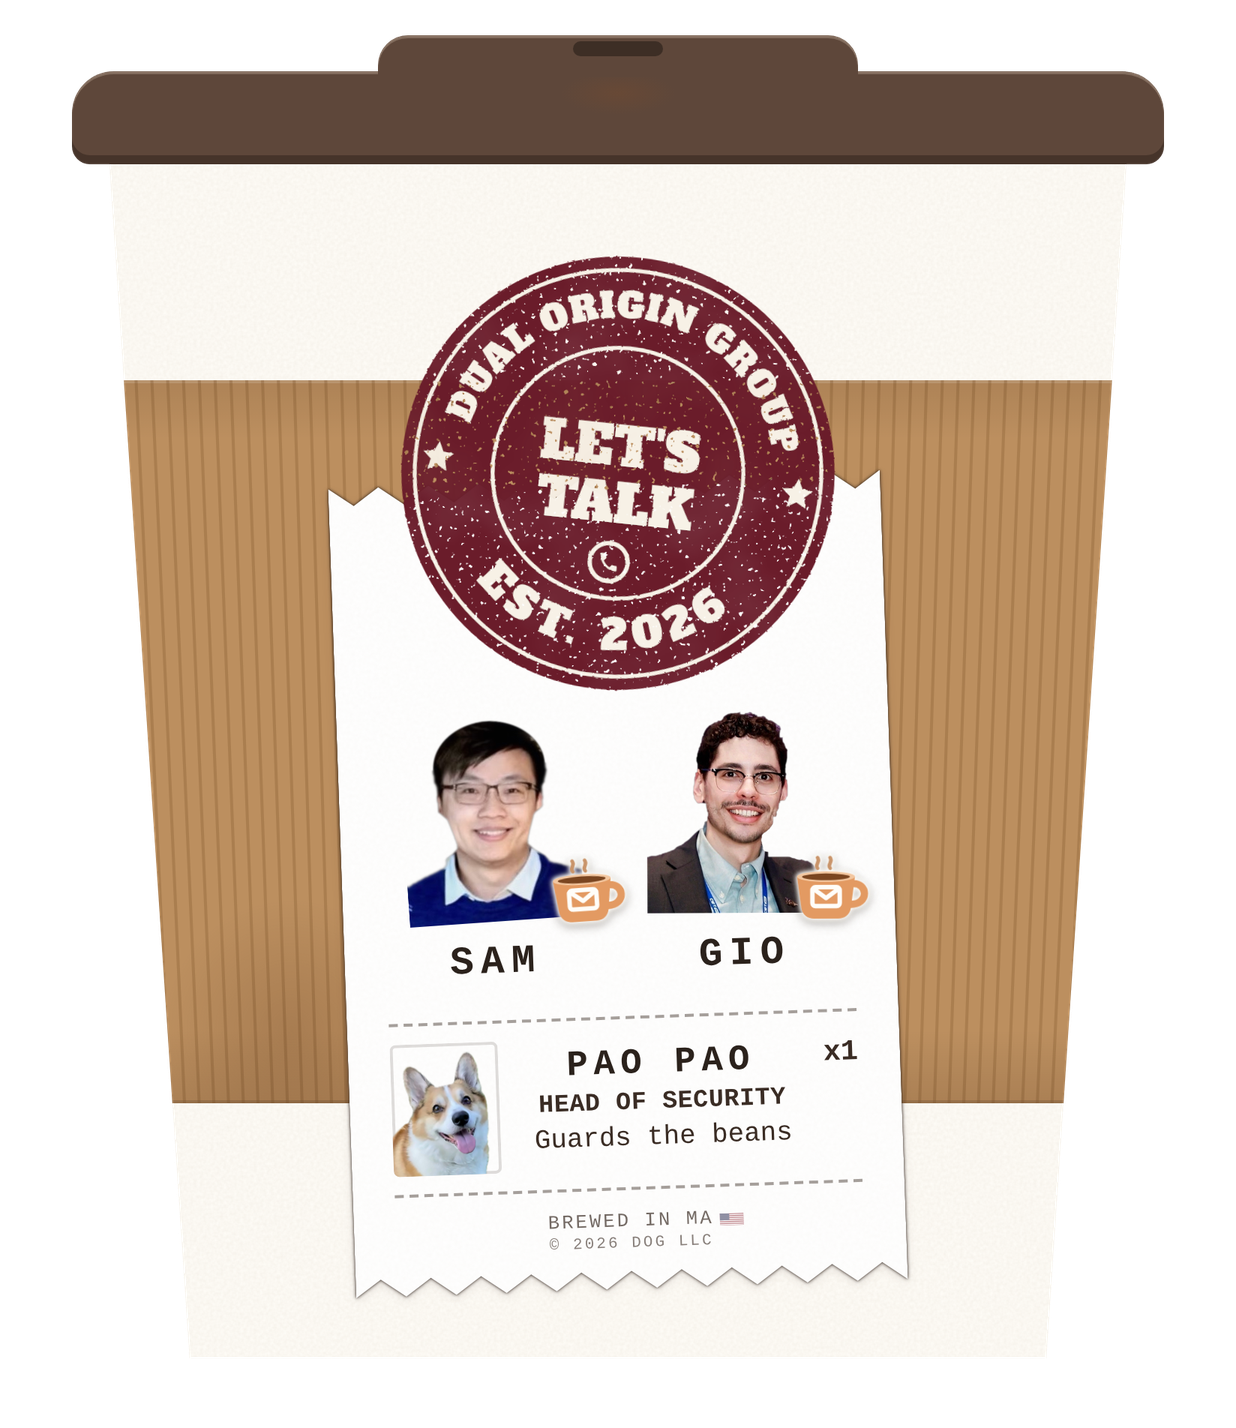 DUAL ORIGIN GROUP
LET'S
TALK
EST. 2026
SAM
GIO
PAO PAO
x1
HEAD OF SECURITY
Guards the beans
BREWED IN MA
© 2026 DOG LLC